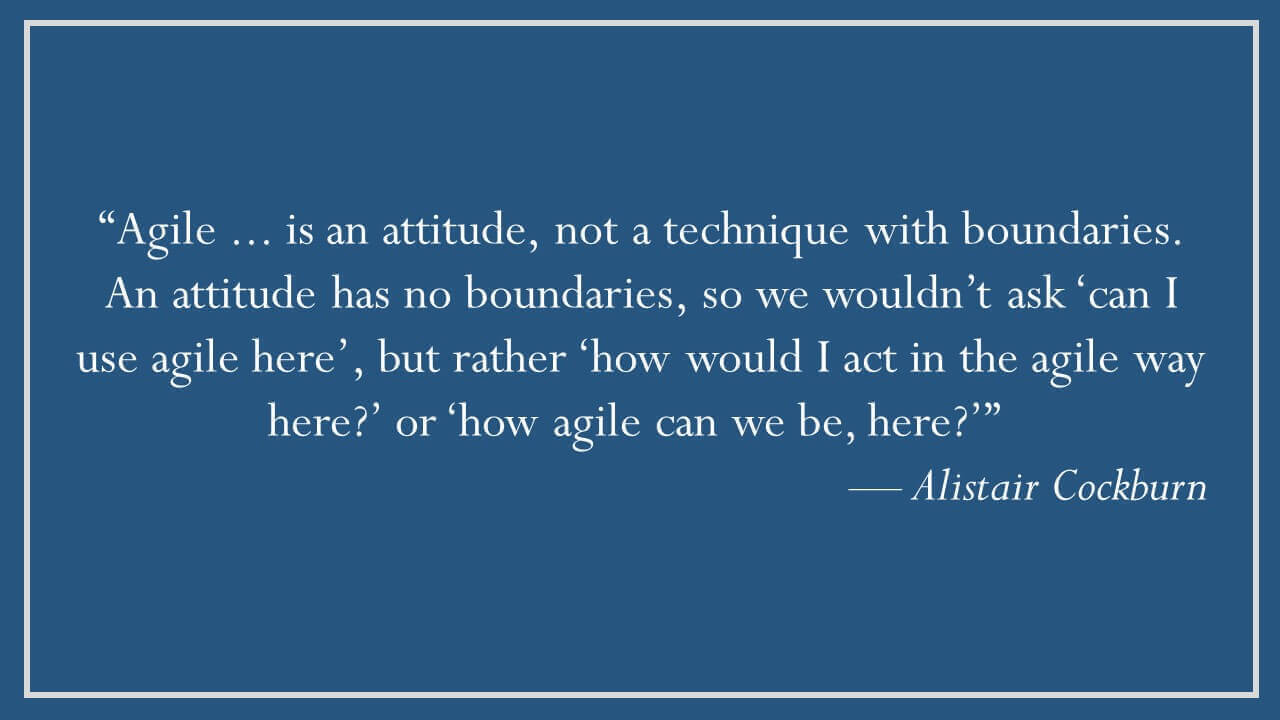 “Agile ... is an attitude, not a technique with boundaries.
An attitude has no boundaries, so we wouldn’t ask ‘can I
use agile here’, but rather ‘how would I act in the agile way
here?’ or ‘how agile can we be, here?’”
— Alistair Cockburn